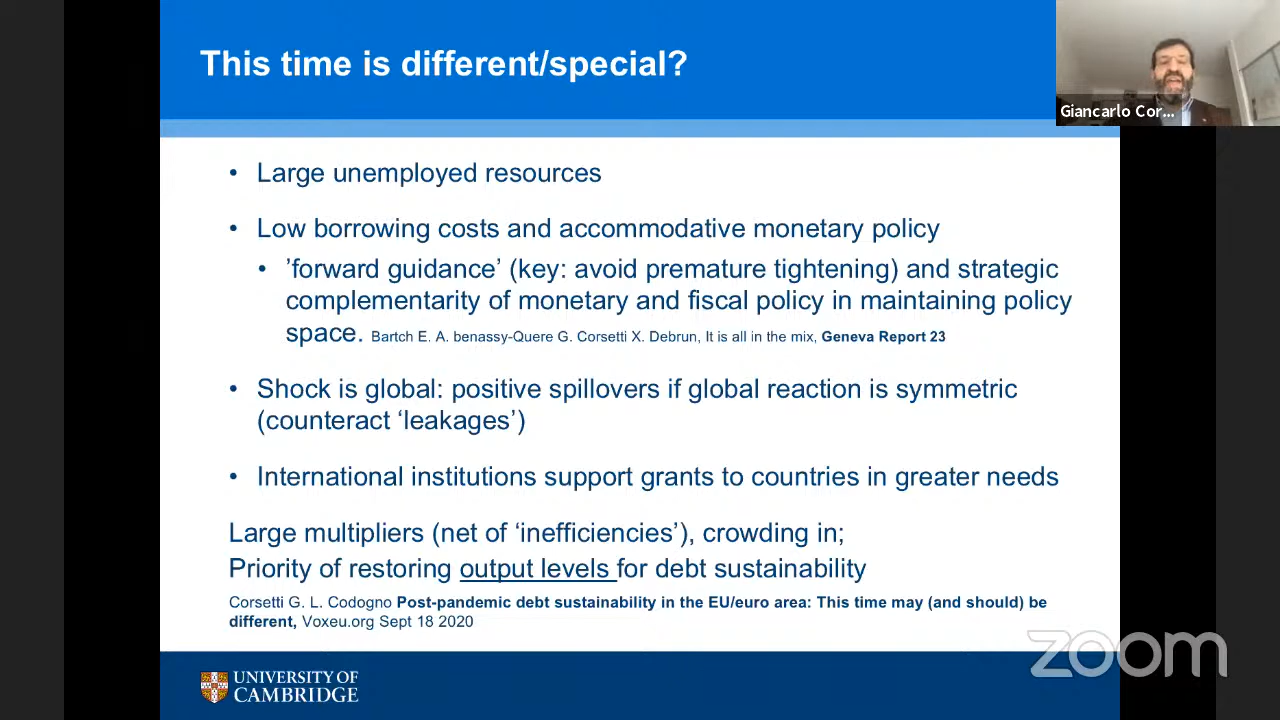 This time is different/special?
Giancarlo Cor...
• Large unemployed resources
• Low borrowing costs and accommodative monetary policy
• ’forward guidance’ (key: avoid premature tightening) and strategic
complementarity of monetary and fiscal policy in maintaining policy
space. Bartch E. A. benassy-Quere G. Corsetti X. Debrun, It is all in the mix, Geneva Report 23
• Shock is global: positive spillovers if global reaction is symmetric
(counteract ‘leakages’)
• International institutions support grants to countries in greater needs
Large multipliers (net of ‘inefficiencies’), crowding in;
Priority of restoring output levels for debt sustainability
Corsetti G. L. Codogno Post-pandemic debt sustainability in the EU/euro area: This time may (and should) be
different, Voxeu.org Sept 18 2020
zoom
UNIVERSITY OF
CAMBRIDGE